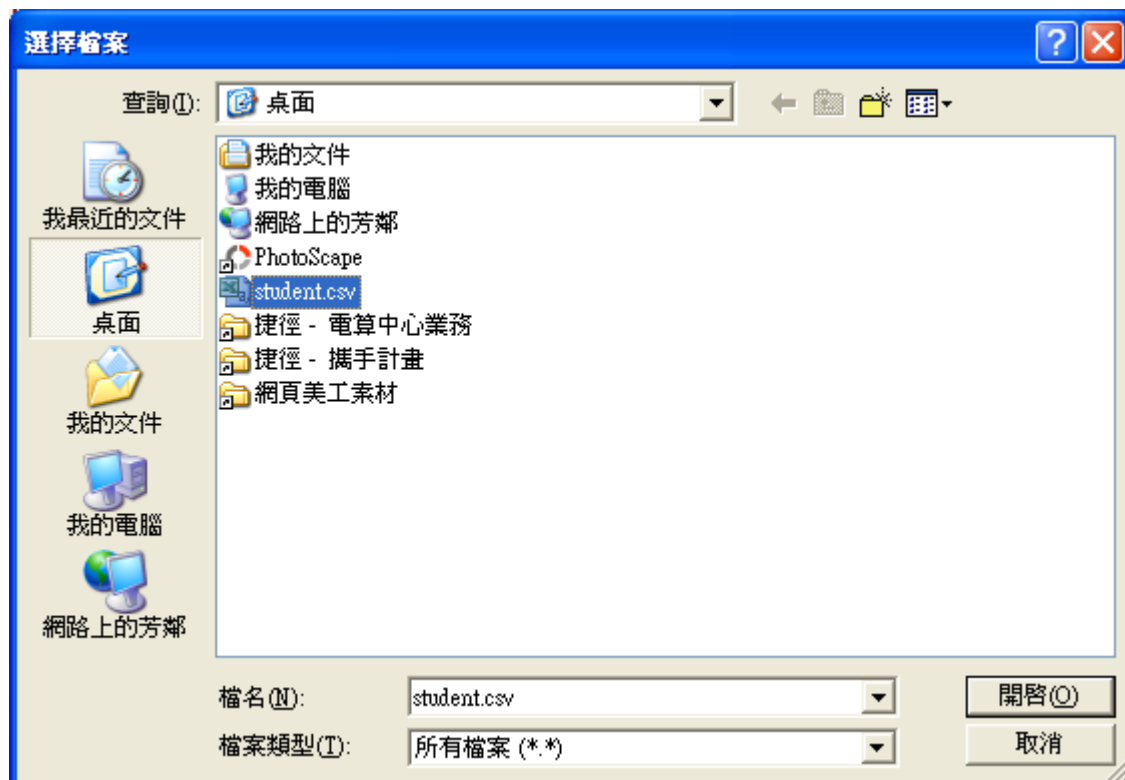 選擇檔案
查詢(I):
桌面
我的文件
我的電腦
網路上的芳鄰
PhotoScape
student.csv
捷徑 - 電算中心業務
捷徑 - 攜手計畫
網頁美工素材
我最近的文件
桌面
我的文件
我的電腦
網路上的芳鄰
檔名(N):
student.csv
開啓(O)
檔案類型(T):
所有檔案 (*.*)
取消